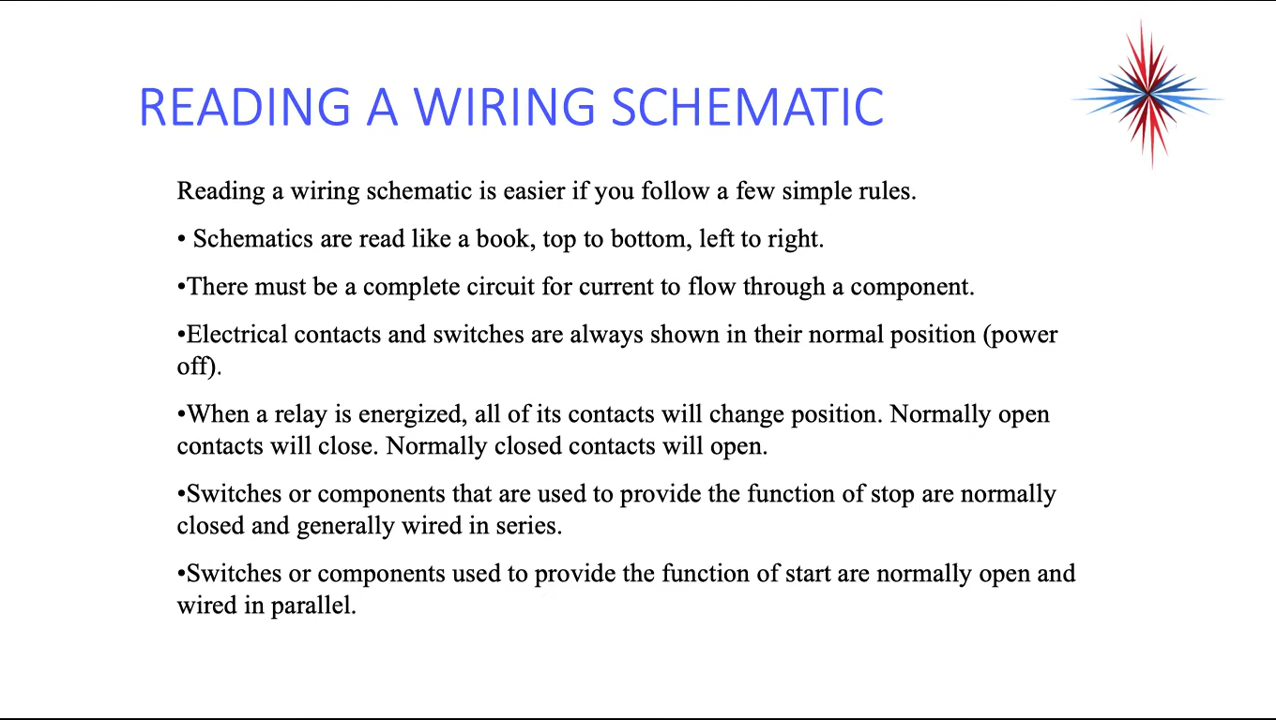 READING A WIRING SCHEMATIC
Reading a wiring schematic is easier if you follow a few simple rules.
• Schematics are read like a book, top to bottom, left to right.
•There must be a complete circuit for current to flow through a component.
•Electrical contacts and switches are always shown in their normal position (power
off).
•When a relay is energized, all of its contacts will change position. Normally open
contacts will close. Normally closed contacts will open.
•Switches or components that are used to provide the function of stop are normally
closed and generally wired in series.
•Switches or components used to provide the function of start are normally open and
wired in parallel.